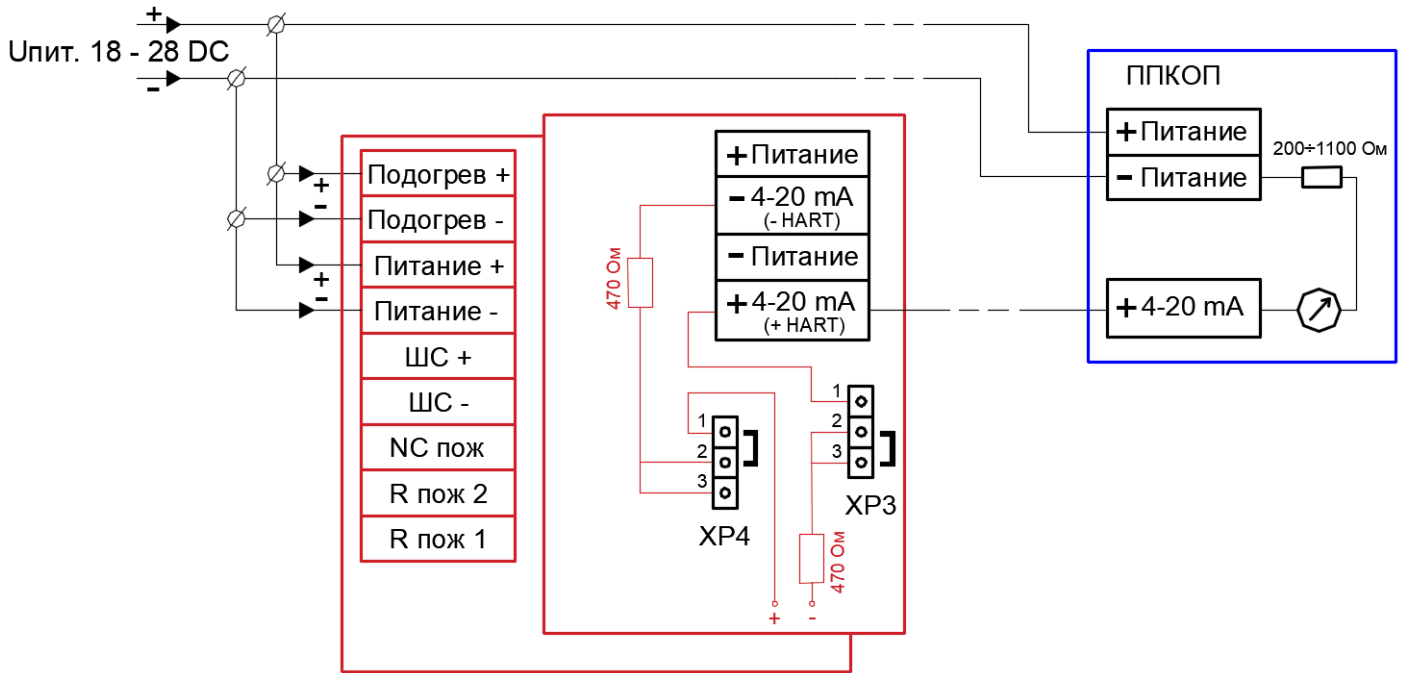 +
Uпит. 18 - 28 DC
-
ППКОП
+ Питание
- Питание
200÷1100 Ом
+ 4-20 mA
Подогрев +
Подогрев -
Питание +
Питание -
ШС +
ШС -
NC пож
R пож 2
R пож 1
+
-
+
-
+ Питание
- 4-20 mA
(- HART)
- Питание
+ 4-20 mA
(+ HART)
470 Ом
1
2
3
XP4
1
2
3
XP3
470 Ом
+
-